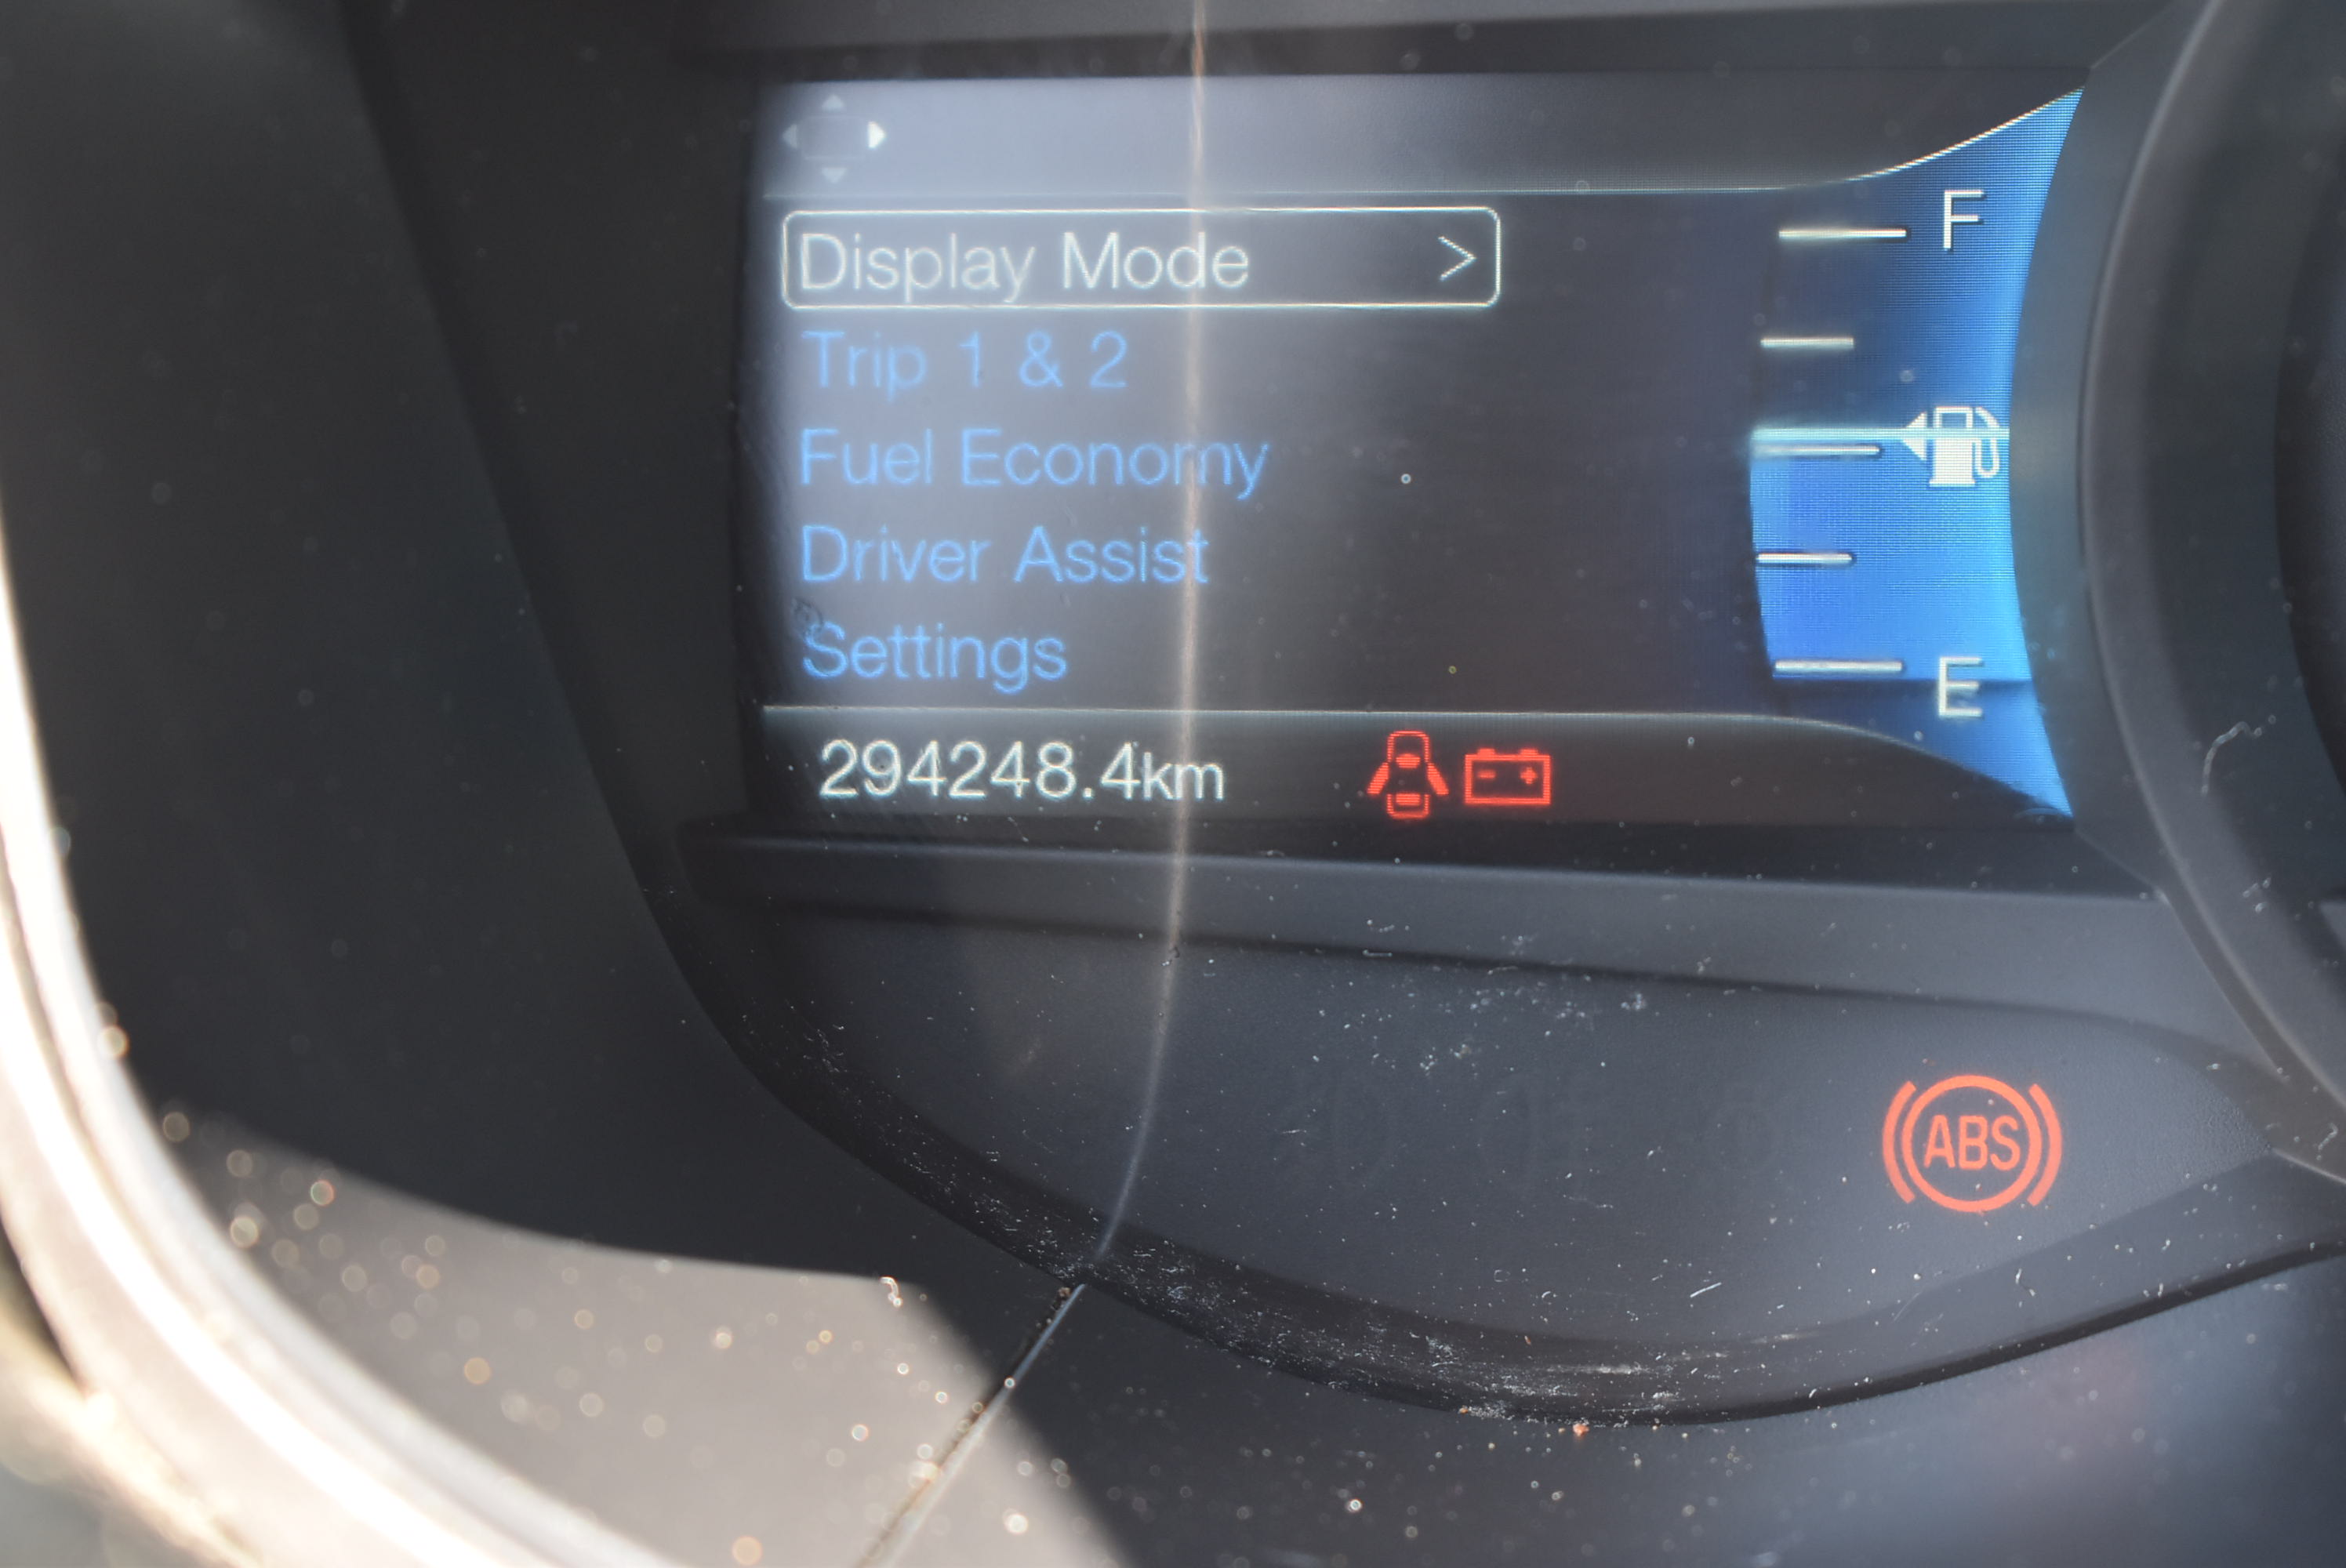 Display Mode >
F
Trip 1 & 2
Fuel Economy
Driver Assist
Settings
E
294248.4km
- +
ABS